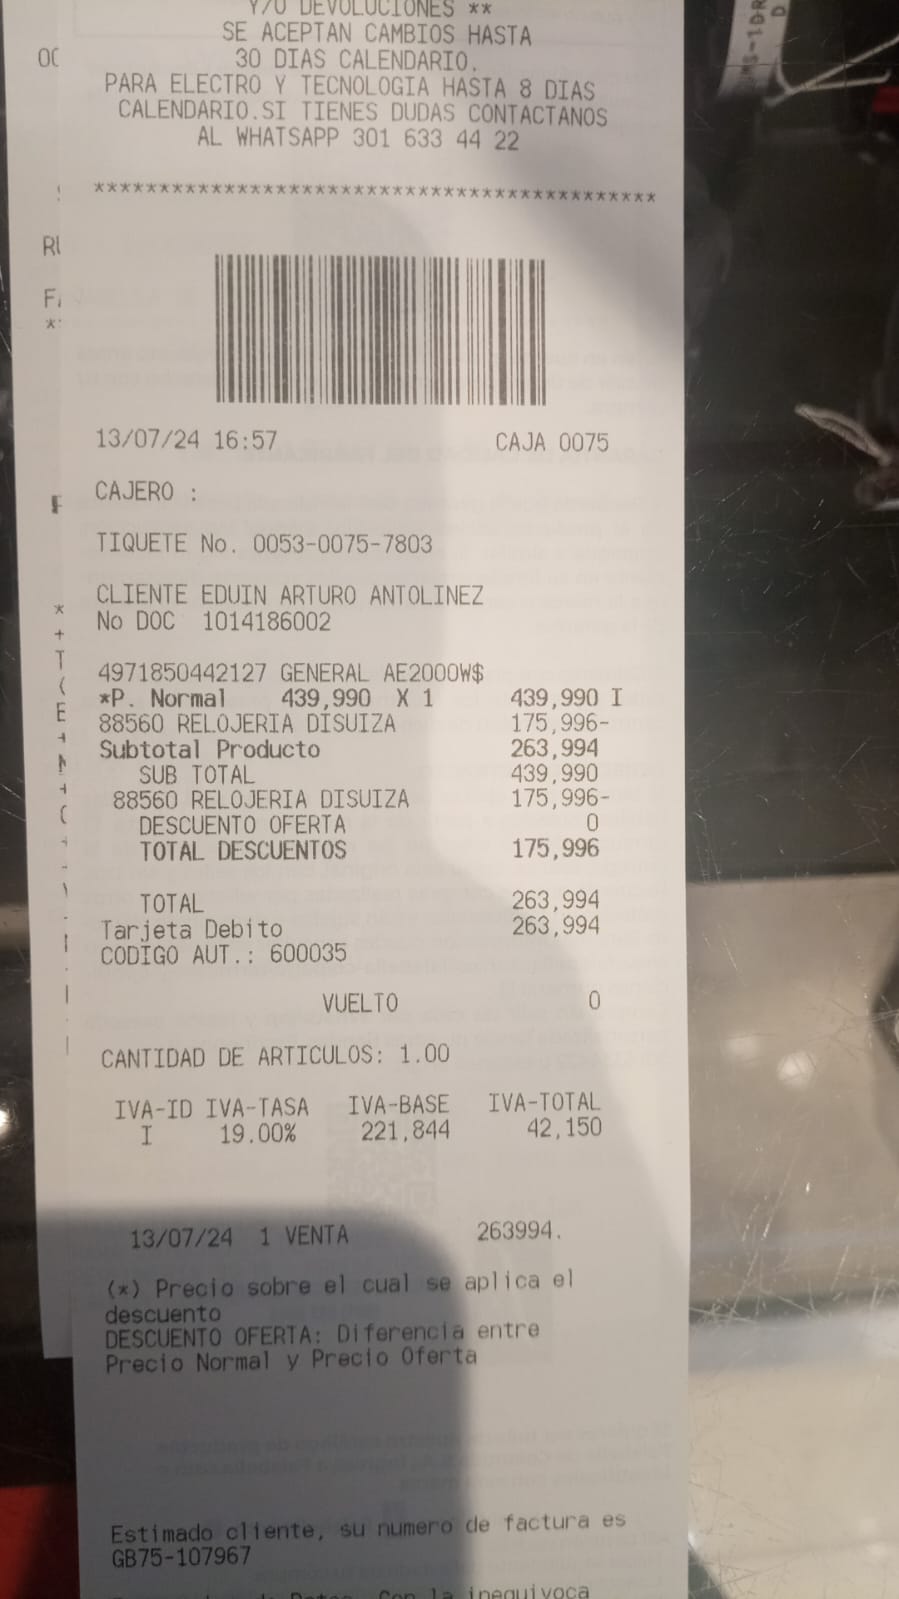 Y/O DEVOLUCIONES **
SE ACEPTAN CAMBIOS HASTA
30 DIAS CALENDARIO.
PARA ELECTRO Y TECNOLOGIA HASTA 8 DIAS
CALENDARIO.SI TIENES DUDAS CONTACTANOS
AL WHATSAPP 301 633 44 22
*******************************************
13/07/24 16:57 CAJA 0075
CAJERO :
TIQUETE No. 0053-0075-7803
CLIENTE EDUIN ARTURO ANTOLINEZ
No DOC 1014186002
4971850442127 GENERAL AE2000W$
*P. Normal 439,990 X 1 439,990 I
88560 RELOJERIA DISUIZA 175,996-
Subtotal Producto 263,994
SUB TOTAL 439,990
88560 RELOJERIA DISUIZA 175,996-
DESCUENTO OFERTA 0
TOTAL DESCUENTOS 175,996
TOTAL 263,994
Tarjeta Debito 263,994
CODIGO AUT.: 600035
VUELTO 0
CANTIDAD DE ARTICULOS: 1.00
IVA-ID IVA-TASA IVA-BASE IVA-TOTAL
I 19.00% 221,844 42,150
13/07/24 1 VENTA 263994.
(*) Precio sobre el cual se aplica el
descuento
DESCUENTO OFERTA: Diferencia entre
Precio Normal y Precio Oferta
Estimado cliente, su numero de factura es
GB75-107967
Con la inequivoca